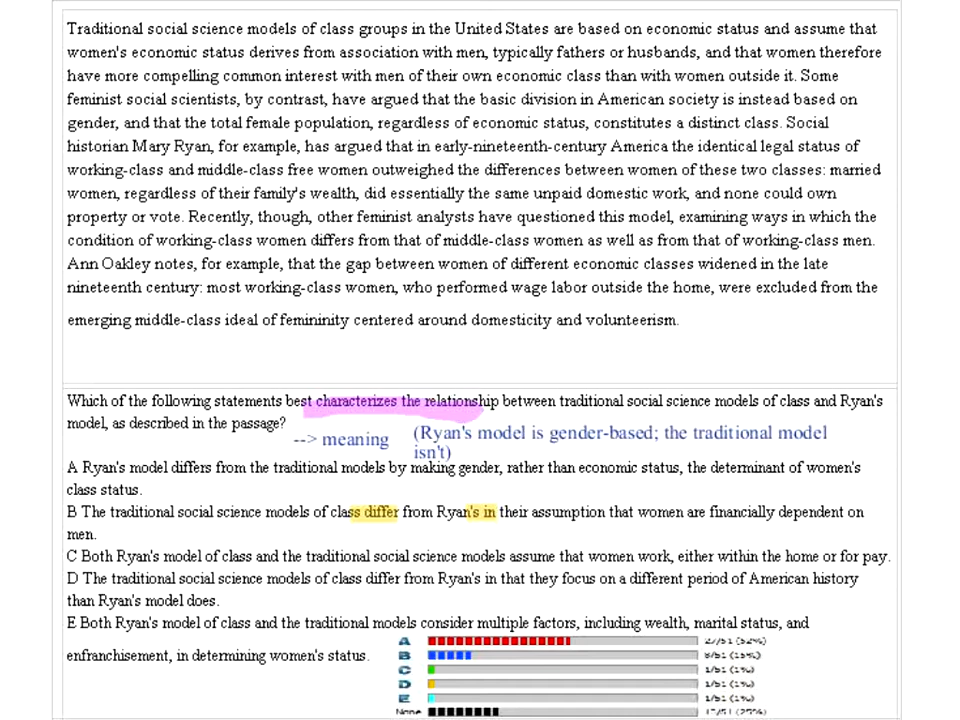 Traditional social science models of class groups in the United States are based on economic status and assume that
women's economic status derives from association with men, typically fathers or husbands, and that women therefore
have more compelling common interest with men of their own economic class than with women outside it. Some
feminist social scientists, by contrast, have argued that the basic division in American society is instead based on
gender, and that the total female population, regardless of economic status, constitutes a distinct class. Social
historian Mary Ryan, for example, has argued that in early-nineteenth-century America the identical legal status of
working-class and middle-class free women outweighed the differences between women of these two classes: married
women, regardless of their family's wealth, did essentially the same unpaid domestic work, and none could own
property or vote. Recently, though, other feminist analysts have questioned this model, examining ways in which the
condition of working-class women differs from that of middle-class women as well as from that of working-class men.
Ann Oakley notes, for example, that the gap between women of different economic classes widened in the late
nineteenth century: most working-class women, who performed wage labor outside the home, were excluded from the
emerging middle-class ideal of femininity centered around domesticity and volunteerism.
Which of the following statements best characterizes the relationship between traditional social science models of class and Ryan's
model, as described in the passage?
--> meaning (Ryan's model is gender-based; the traditional model
isn't)
A Ryan's model differs from the traditional models by making gender, rather than economic status, the determinant of women's
class status.
B The traditional social science models of class differ from Ryan's in their assumption that women are financially dependent on
men.
C Both Ryan's model of class and the traditional social science models assume that women work, either within the home or for pay.
D The traditional social science models of class differ from Ryan's in that they focus on a different period of American history
than Ryan's model does.
E Both Ryan's model of class and the traditional models consider multiple factors, including wealth, marital status, and
enfranchisement, in determining women's status.
A
B
C 1/51 (1%)
D 1/51 (1%)
E 1/51 (1%)
None